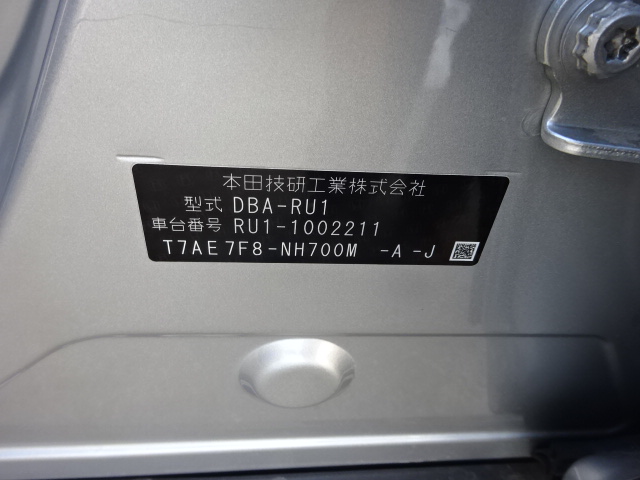 本田技研工業株式会社
型式 DBA-RU1
車台番号 RU1-1002211
T7AE7F8-NH700M -A-J